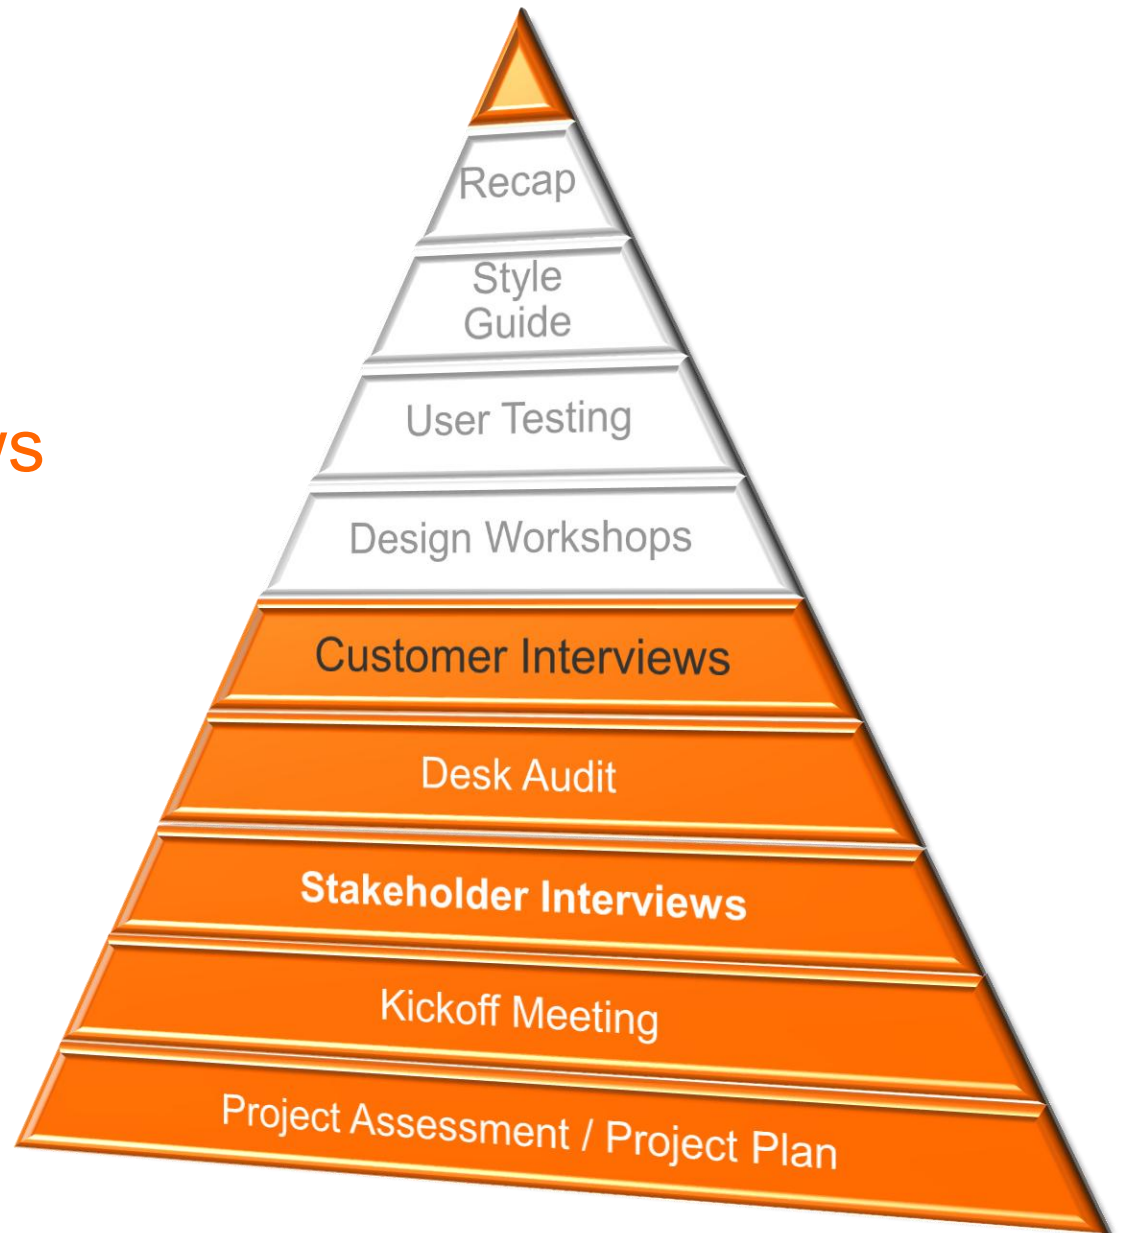 Recap
Style
Guide
User Testing
ws
Design Workshops
Customer Interviews
Desk Audit
Stakeholder Interviews
Kickoff Meeting
Project Assessment / Project Plan